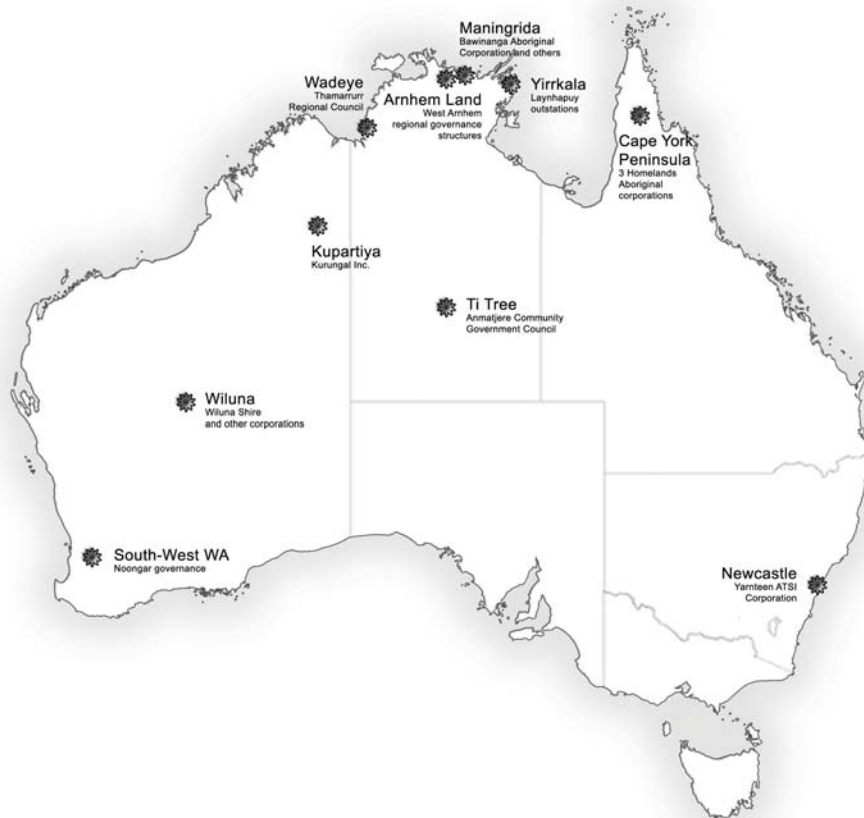 Maningrida
Bawinanga Aboriginal
Corporation and others
Wadeye
Thamarrurr
Regional Council
Arnhem Land
West Arnhem
regional governance
structures
Yirrkala
Laynhapuy
outstations
Cape York
Peninsula
3 Homelands
Aboriginal
corporations
Kupartiya
Kurungal Inc.
Ti Tree
Anmatjere Community
Government Council
Wiluna
Wiluna Shire
and other corporations
South-West WA
Noongar governance
Newcastle
Yarnteen ATSI
Corporation